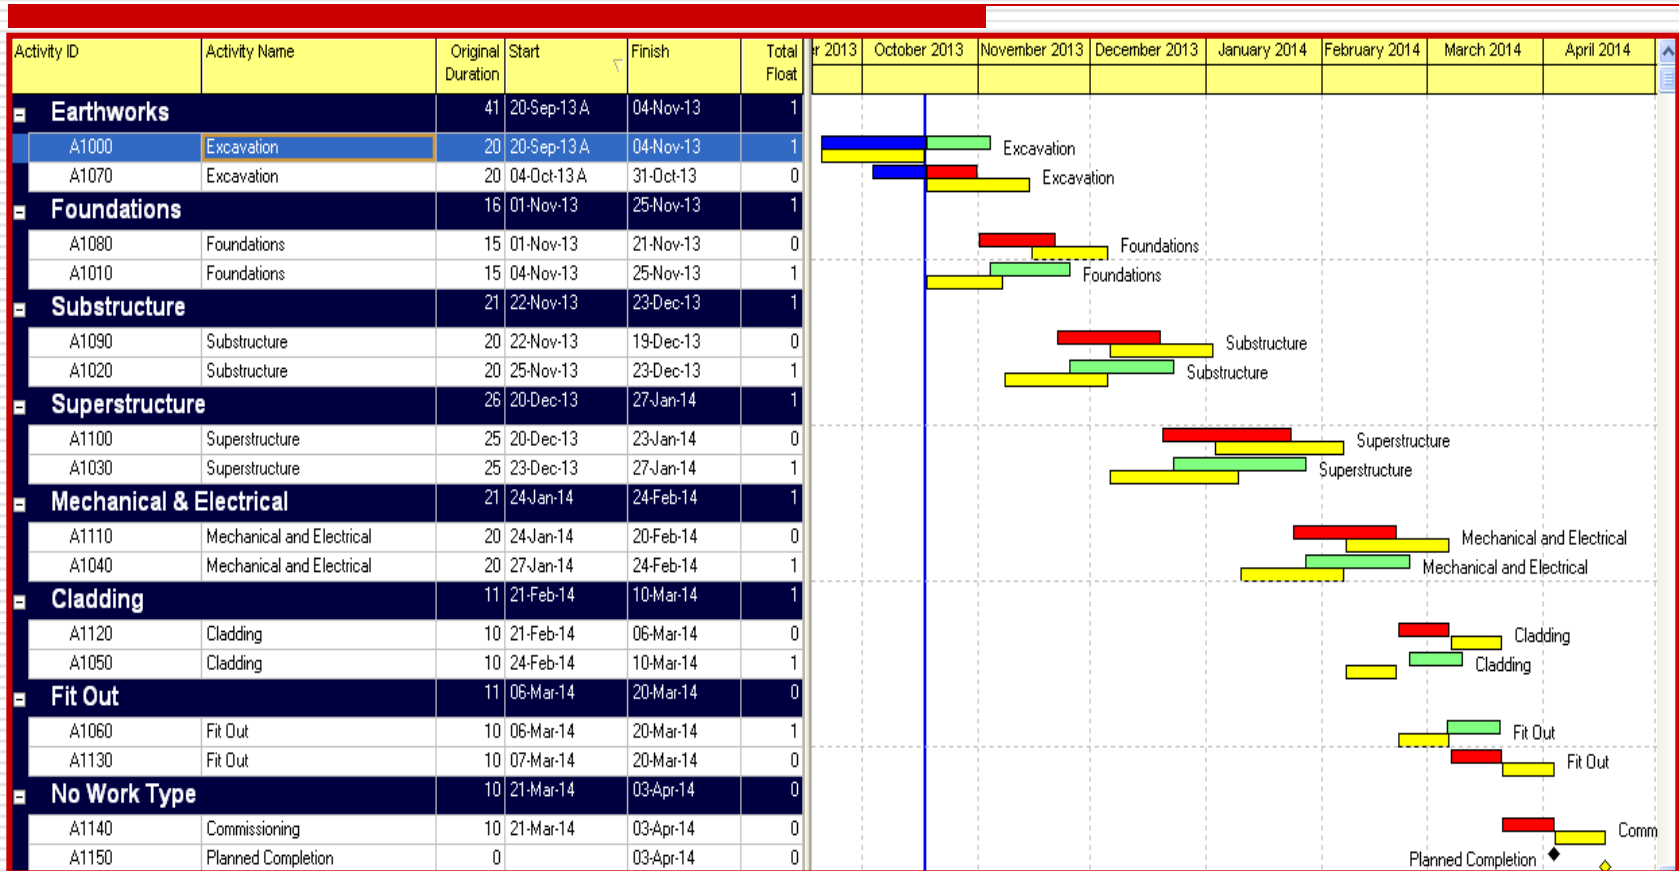 Activity ID Activity Name Original Duration Start Finish Total Float r 2013 October 2013 November 2013 December 2013 January 2014 February 2014 March 2014 April 2014
Earthworks 41 20-Sep-13 A 04-Nov-13 1
A1000 Excavation 20 20-Sep-13 A 04-Nov-13 1 Excavation
A1070 Excavation 20 04-Oct-13 A 31-Oct-13 0 Excavation
Foundations 16 01-Nov-13 25-Nov-13 1
A1080 Foundations 15 01-Nov-13 21-Nov-13 0 Foundations
A1010 Foundations 15 04-Nov-13 25-Nov-13 1 Foundations
Substructure 21 22-Nov-13 23-Dec-13 1
A1090 Substructure 20 22-Nov-13 19-Dec-13 0 Substructure
A1020 Substructure 20 25-Nov-13 23-Dec-13 1 Substructure
Superstructure 26 20-Dec-13 27-Jan-14 1
A1100 Superstructure 25 20-Dec-13 23-Jan-14 0 Superstructure
A1030 Superstructure 25 23-Dec-13 27-Jan-14 1 Superstructure
Mechanical & Electrical 21 24-Jan-14 24-Feb-14 1
A1110 Mechanical and Electrical 20 24-Jan-14 20-Feb-14 0 Mechanical and Electrical
A1040 Mechanical and Electrical 20 27-Jan-14 24-Feb-14 1 Mechanical and Electrical
Cladding 11 21-Feb-14 10-Mar-14 1
A1120 Cladding 10 21-Feb-14 06-Mar-14 0 Cladding
A1050 Cladding 10 24-Feb-14 10-Mar-14 1 Cladding
Fit Out 11 06-Mar-14 20-Mar-14 0
A1060 Fit Out 10 06-Mar-14 20-Mar-14 1 Fit Out
A1130 Fit Out 10 07-Mar-14 20-Mar-14 0 Fit Out
No Work Type 10 21-Mar-14 03-Apr-14 0
A1140 Commissioning 10 21-Mar-14 03-Apr-14 0 Comm
A1150 Planned Completion 0 03-Apr-14 0 Planned Completion